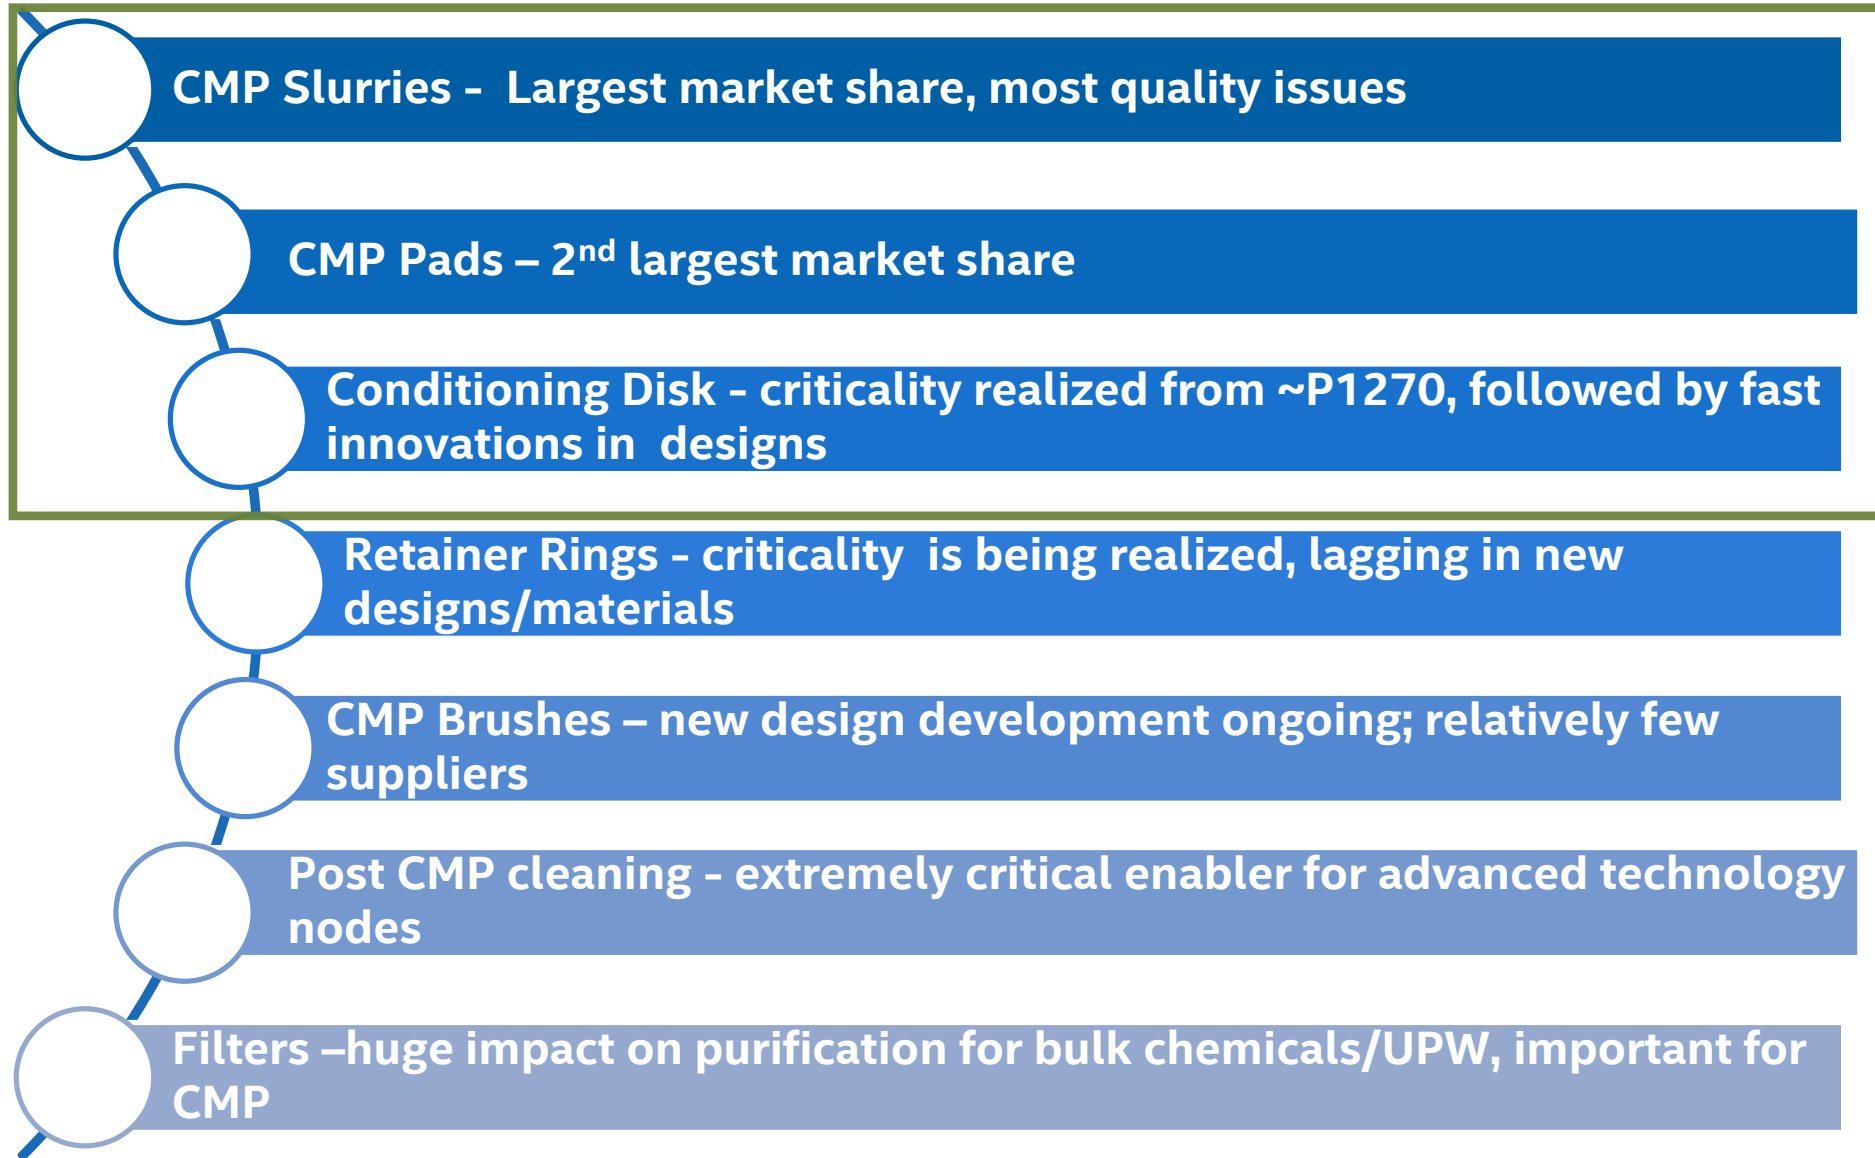 CMP Slurries - Largest market share, most quality issues
CMP Pads – 2nd largest market share
Conditioning Disk - criticality realized from ~P1270, followed by fast
innovations in designs
Retainer Rings - criticality is being realized, lagging in new
designs/materials
CMP Brushes – new design development ongoing; relatively few
suppliers
Post CMP cleaning - extremely critical enabler for advanced technology
nodes
Filters –huge impact on purification for bulk chemicals/UPW, important for
CMP